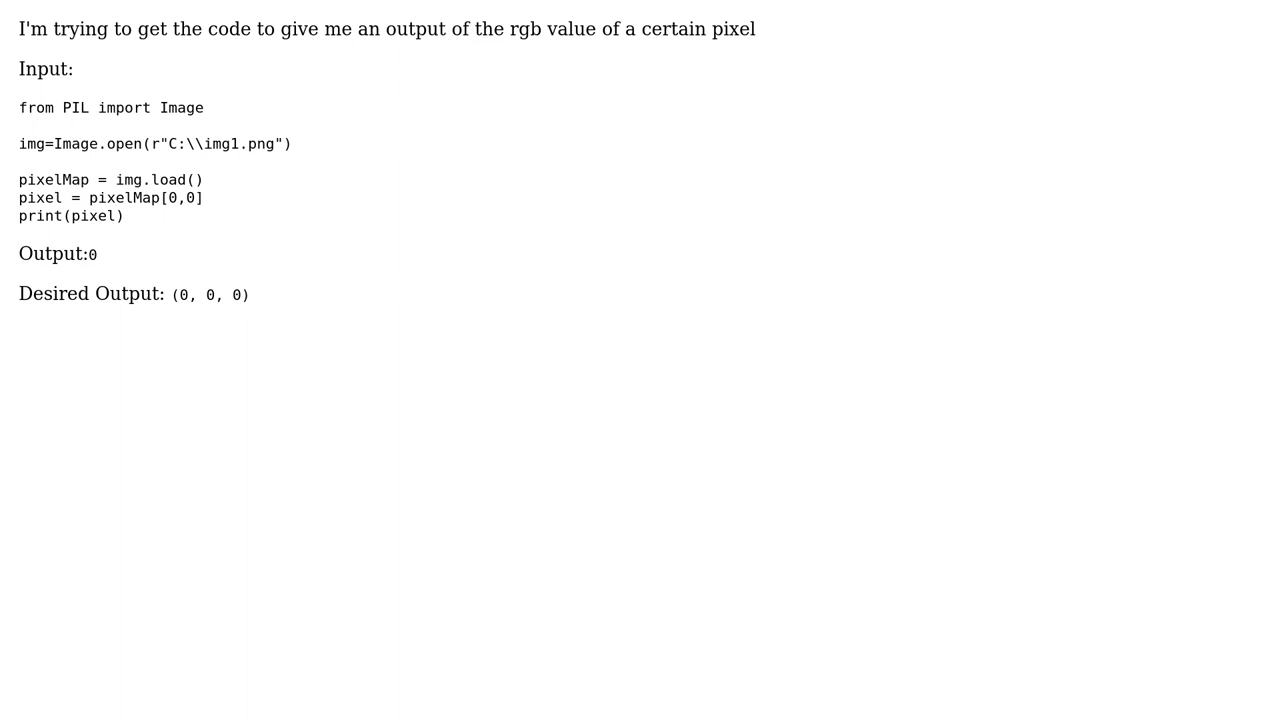 I'm trying to get the code to give me an output of the rgb value of a certain pixel
Input:
from PIL import Image
img=Image.open(r"C:\\img1.png")
pixelMap = img.load()
pixel = pixelMap[0,0]
print(pixel)
Output:0
Desired Output: (0, 0, 0)